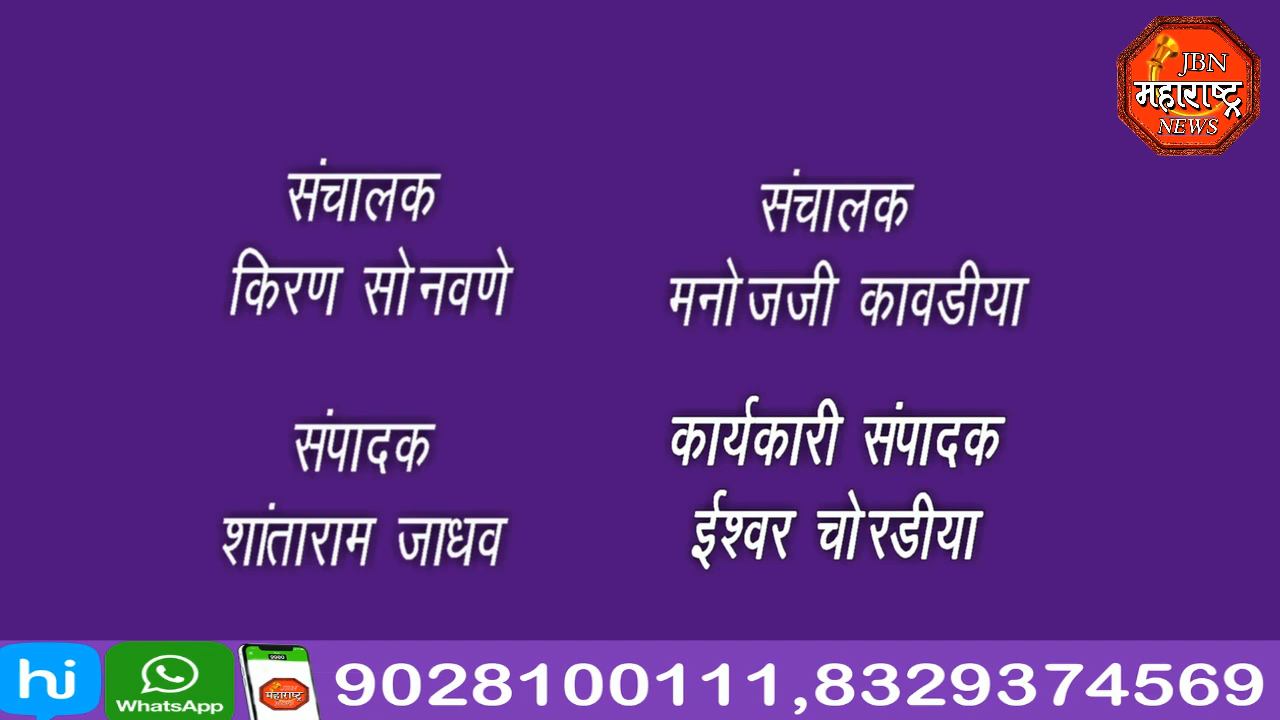 JBN
महाराष्ट्र
NEWS
संचालक
किरण सोनवणे
संचालक
मनोजजी कावडीया
संपादक
शांताराम जाधव
कार्यकारी संपादक
ईश्वर चोरडीया
hi
WhatsApp
महाराष्ट्र
9028100111,8329374569